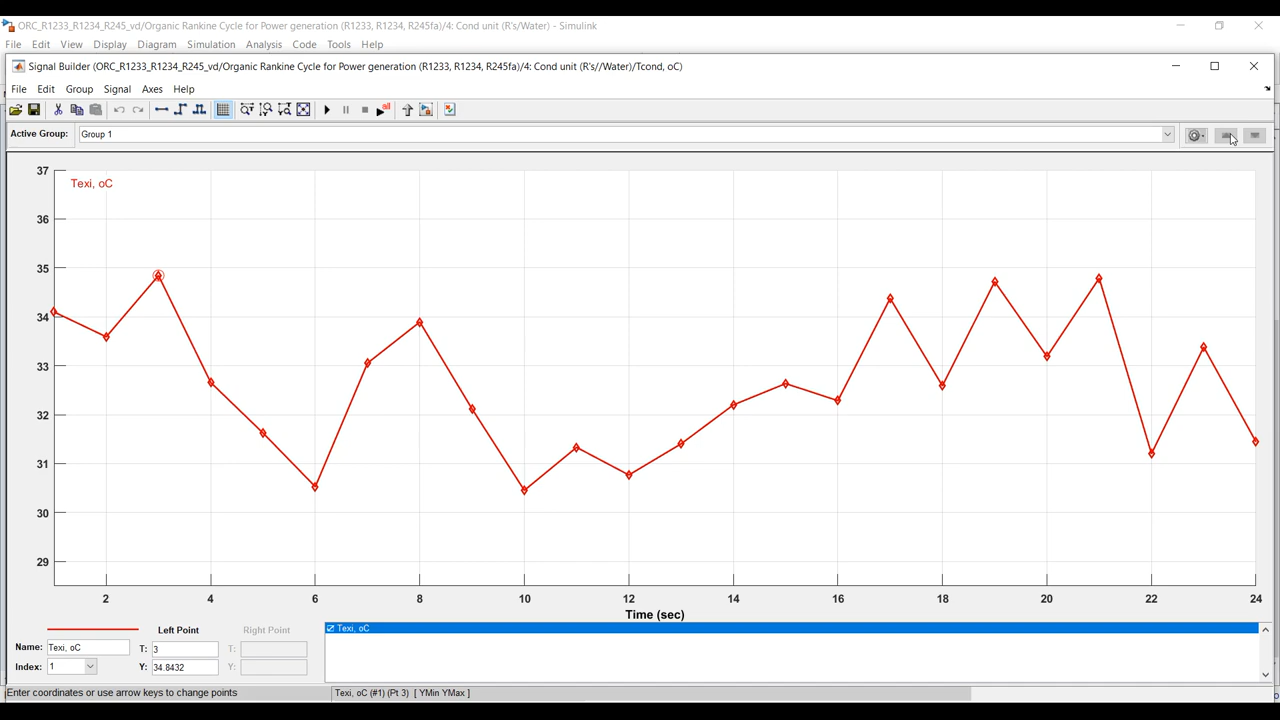 ORC_R1233_R1234_R245_vd/Organic Rankine Cycle for Power generation (R1233, R1234, R245fa)/4: Cond unit (R's/Water) - Simulink
File Edit View Display Diagram Simulation Analysis Code Tools Help
Signal Builder (ORC_R1233_R1234_R245_vd/Organic Rankine Cycle for Power generation (R1233, R1234, R245fa)/4: Cond unit (R's//Water)/Tcond, oC)
File Edit Group Signal Axes Help
all
Active Group: Group 1
37
Texi, oC
36
35
34
33
32
31
30
29
2 4 6 8 10 12 14 16 18 20 22 24
Time (sec)
Left Point Right Point
Name: Texi, oC T: 3 T:
Index: 1 Y: 34.8432 Y:
Texi, oC
Enter coordinates or use arrow keys to change points
Texi, oC (#1) (Pt 3) [ YMin YMax ]